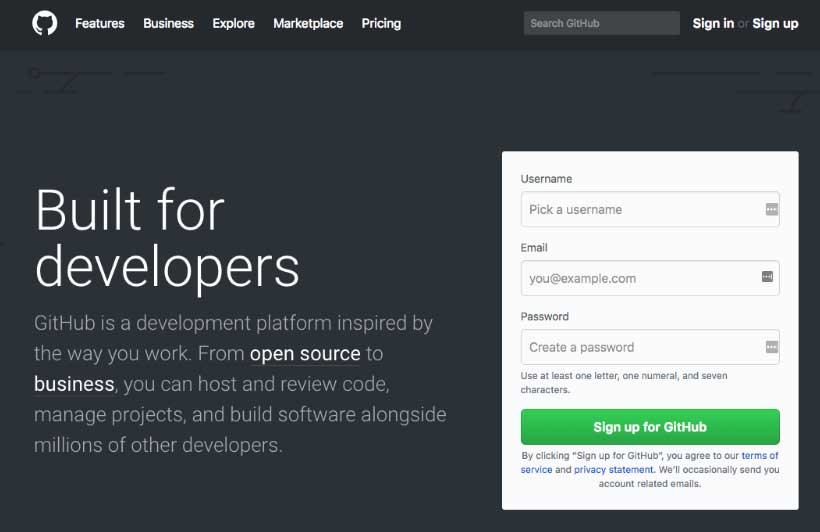 Features Business Explore Marketplace Pricing Search GitHub Sign in or Sign up
Built for
developers
GitHub is a development platform inspired by
the way you work. From open source to
business, you can host and review code,
manage projects, and build software alongside
millions of other developers.
Username
Pick a username
Email
you@example.com
Password
Create a password
Use at least one letter, one numeral, and seven
characters.
Sign up for GitHub
By clicking “Sign up for GitHub”, you agree to our terms of
service and privacy statement. We’ll occasionally send you
account related emails.